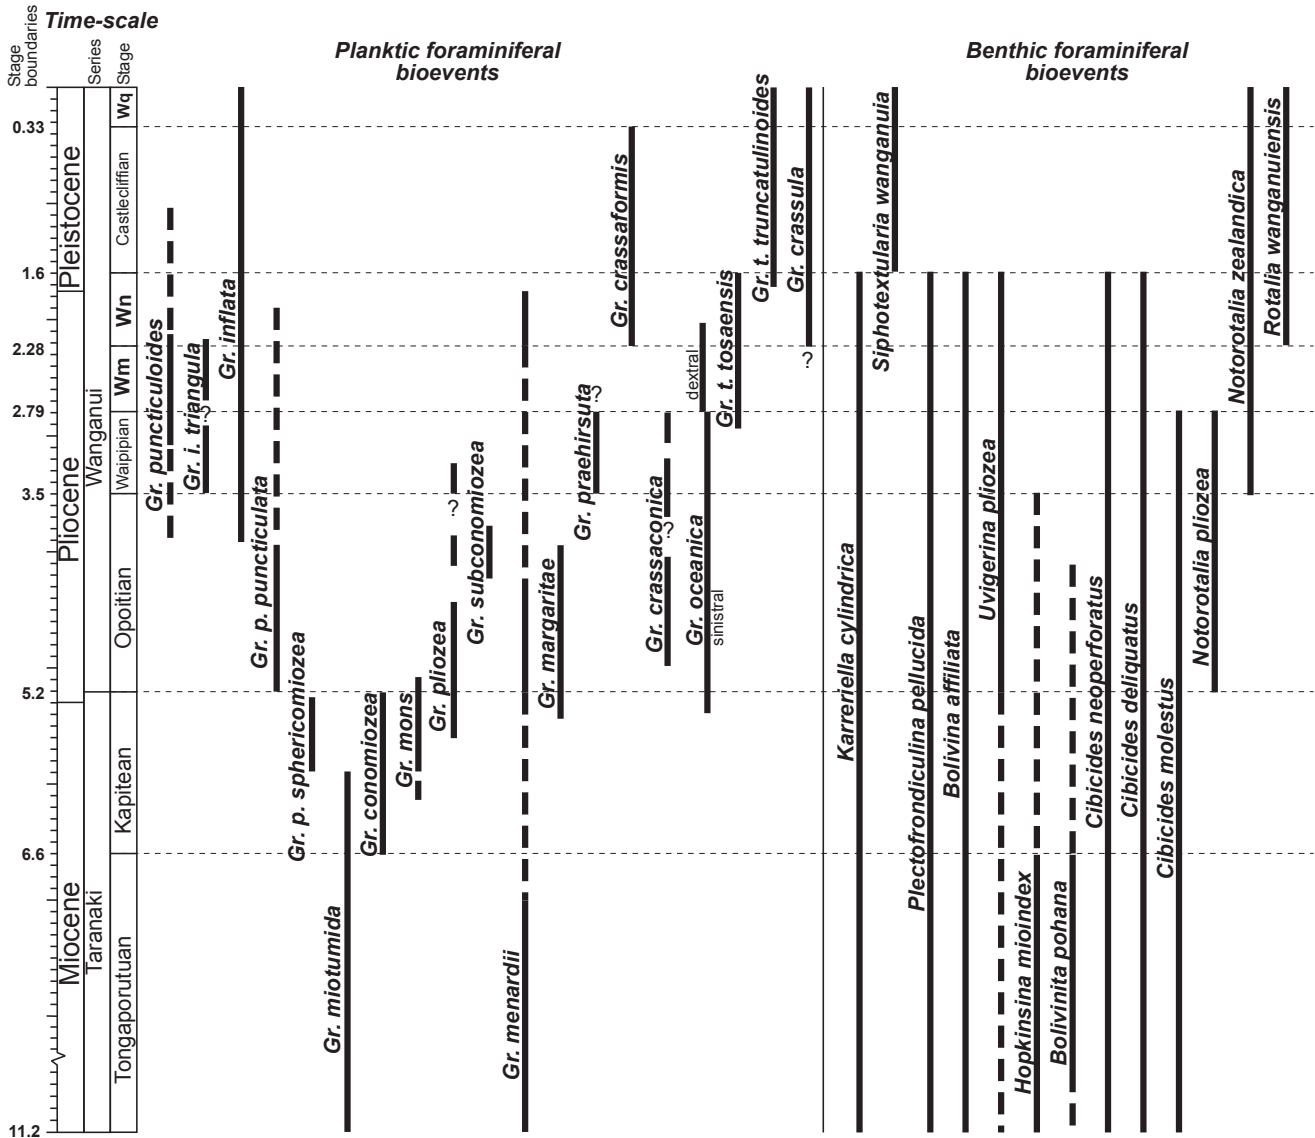 Time-scale
Stage
boundaries
Series
Stage
Planktic foraminiferal
bioevents
Benthic foraminiferal
bioevents
0.33
1.6
2.28
2.79
3.5
5.2
6.6
11.2
Pleistocene
Pliocene
Miocene
Wanganui
Taranaki
Wq
Castlecliffian
Wn
Wm
Waipipian
Opoitian
Kapitean
Tongaporutuan
Gr. puncticuloides
Gr. i. triangula
?
Gr. inflata
Gr. p. puncticulata
Gr. p. sphericomiozea
Gr. miotumida
Gr. conomiozea
Gr. mons
Gr. pliozea
?
Gr. subconomiozea
Gr. menardii
Gr. margaritae
Gr. praehirsuta
?
Gr. crassaformis
Gr. crassaconica
?
Gr. oceanica
sinistral
dextral
Gr. t. tosaensis
Gr. t. truncatulinoides
Gr. crassula
?
Karreriella cylindrica
Siphotextularia wanganuia
Plectofrondiculina pellucida
Bolivina affiliata
Uvigerina pliozea
Hopkinsina mioindex
Bolivinita pohana
Cibicides neoperforatus
Cibicides deliquatus
Cibicides molestus
Notorotalia pliozea
Notorotalia zealandica
Rotalia wanganuiensis